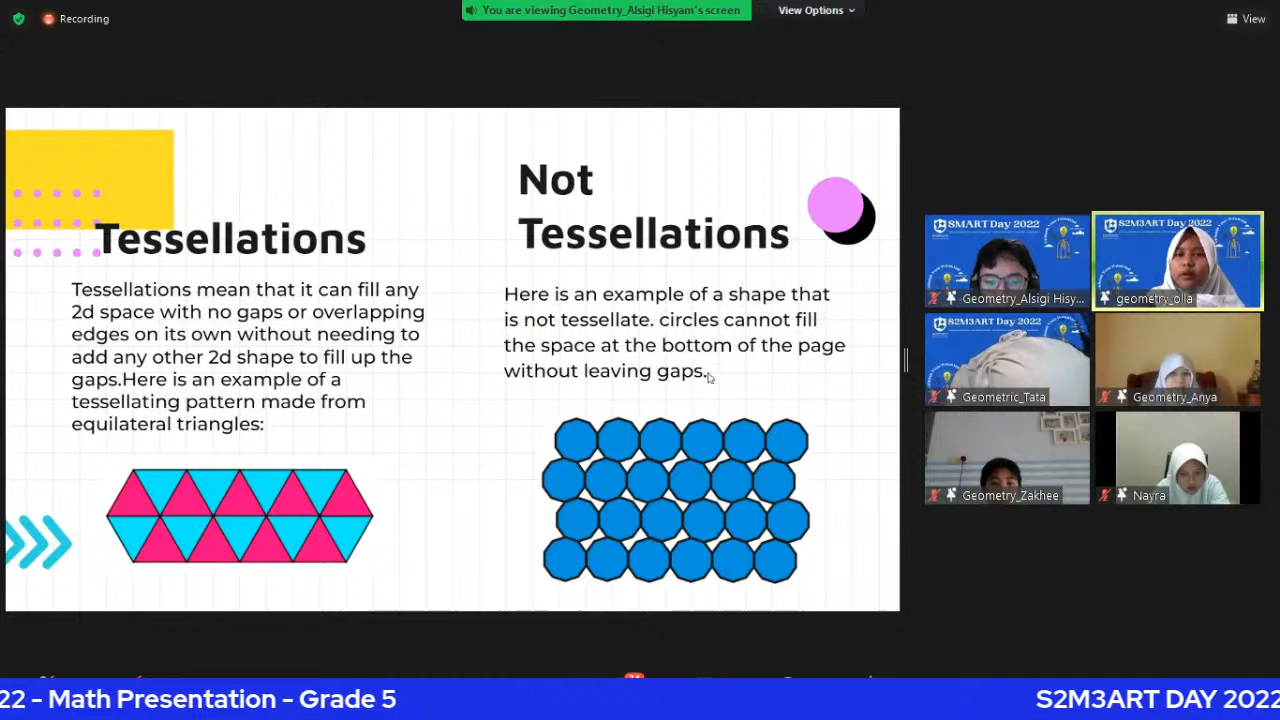 Recording
You are viewing Geometry_Alsigi Hisyam's screen
View Options
View
Tessellations
Tessellations mean that it can fill any
2d space with no gaps or overlapping
edges on its own without needing to
add any other 2d shape to fill up the
gaps.Here is an example of a
tessellating pattern made from
equilateral triangles:
Not
Tessellations
Here is an example of a shape that
is not tessellate. circles cannot fill
the space at the bottom of the page
without leaving gaps.
SMART Day 2022
Geometry_Alsigi Hisy...
S2M3ART Day 2022
geometry_olla
S2M3ART Day 2022
Geometric_Tata
Geometry_Anya
Geometry_Zakhee
Nayra
22 - Math Presentation - Grade 5
S2M3ART DAY 2022